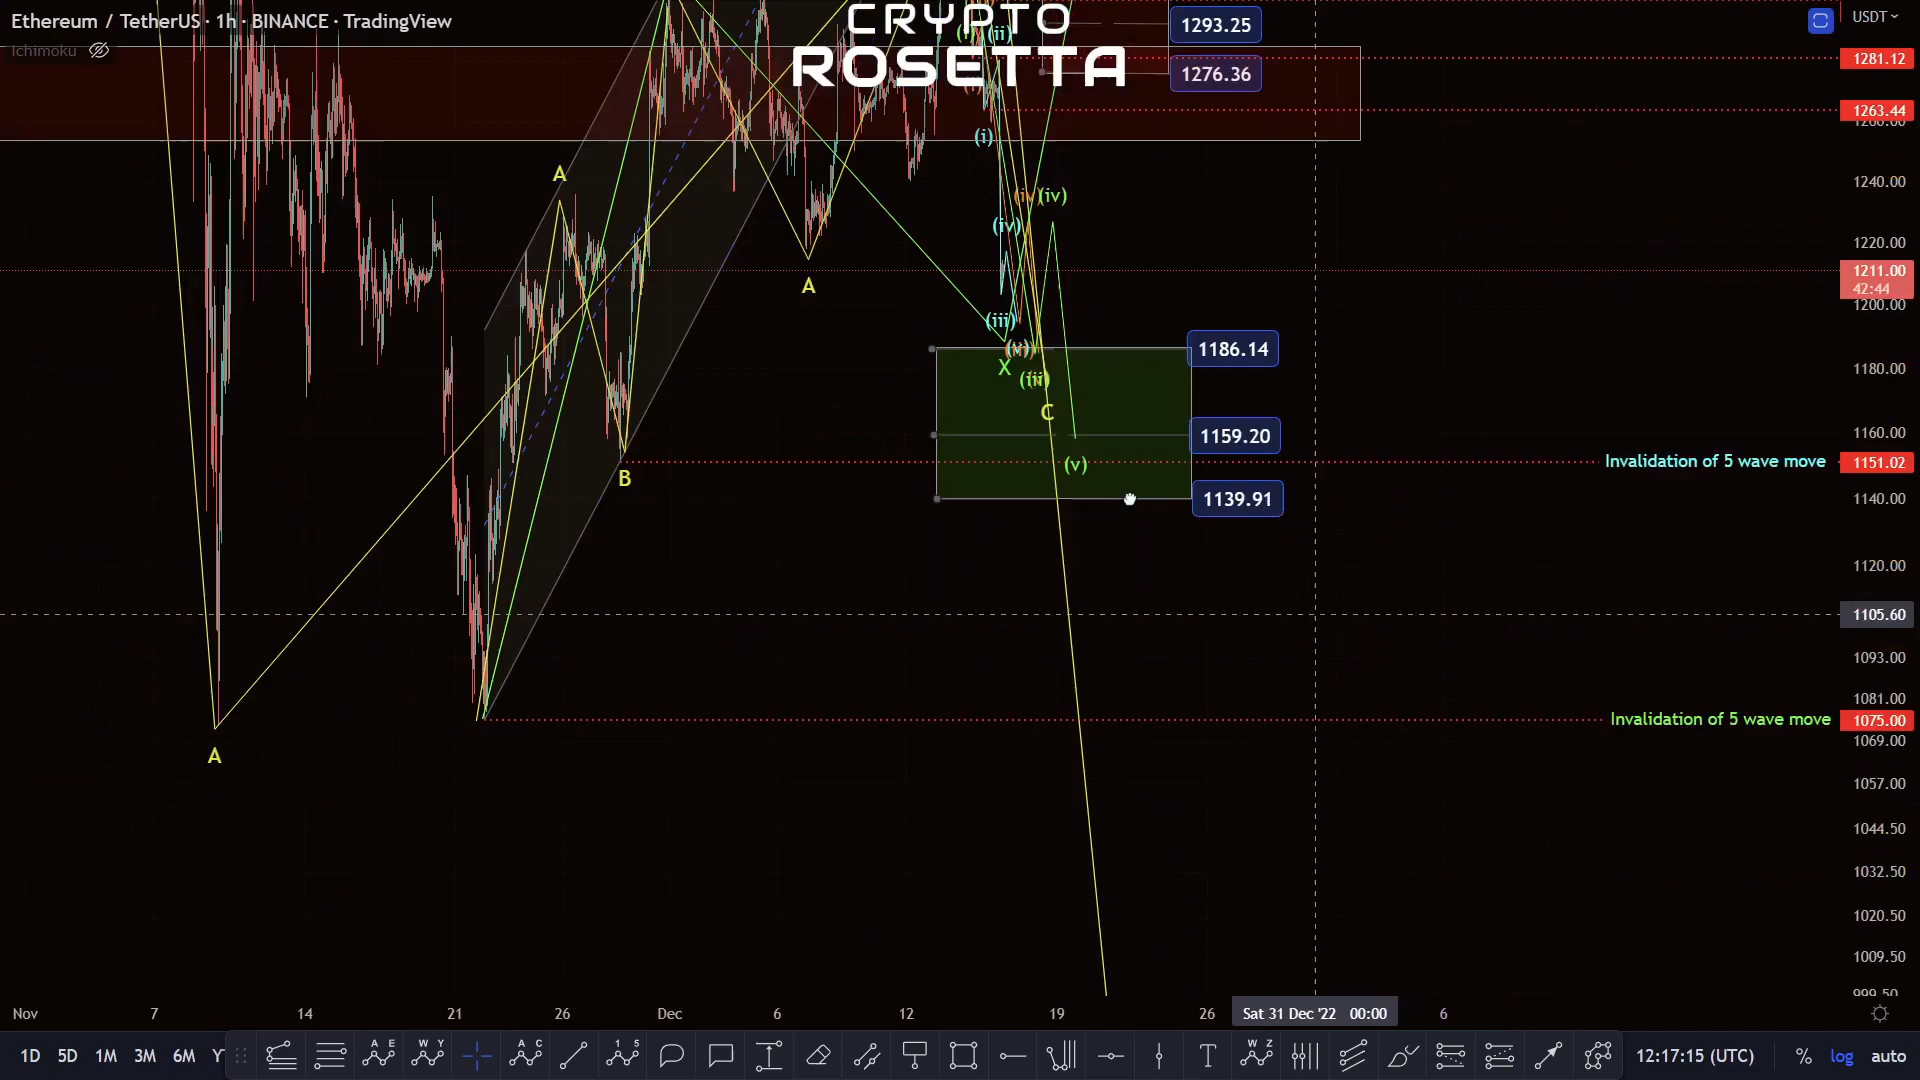 Ethereum / TetherUS · 1h · BINANCE · TradingView
Ichimoku
CRYPTO
ROSETTA
USDT
1293.25
1276.36
1281.12
1263.44
1240.00
1220.00
1211.00
42:44
1200.00
1180.00
1160.00
1151.02
1140.00
1120.00
1105.60
1093.00
1081.00
1075.00
1069.00
1057.00
1044.50
1032.50
1020.50
1009.50
999.50
(ii)
(i)
A
(iv)
(iv)
A
(iii)
1186.14
X
C
1159.20
Invalidation of 5 wave move
(v)
B
1139.91
Invalidation of 5 wave move
A
Nov
7
14
21
26
Dec
6
12
19
26
Sat 31 Dec '22 00:00
6
1D 5D 1M 3M 6M
12:17:15 (UTC)
%
log
auto